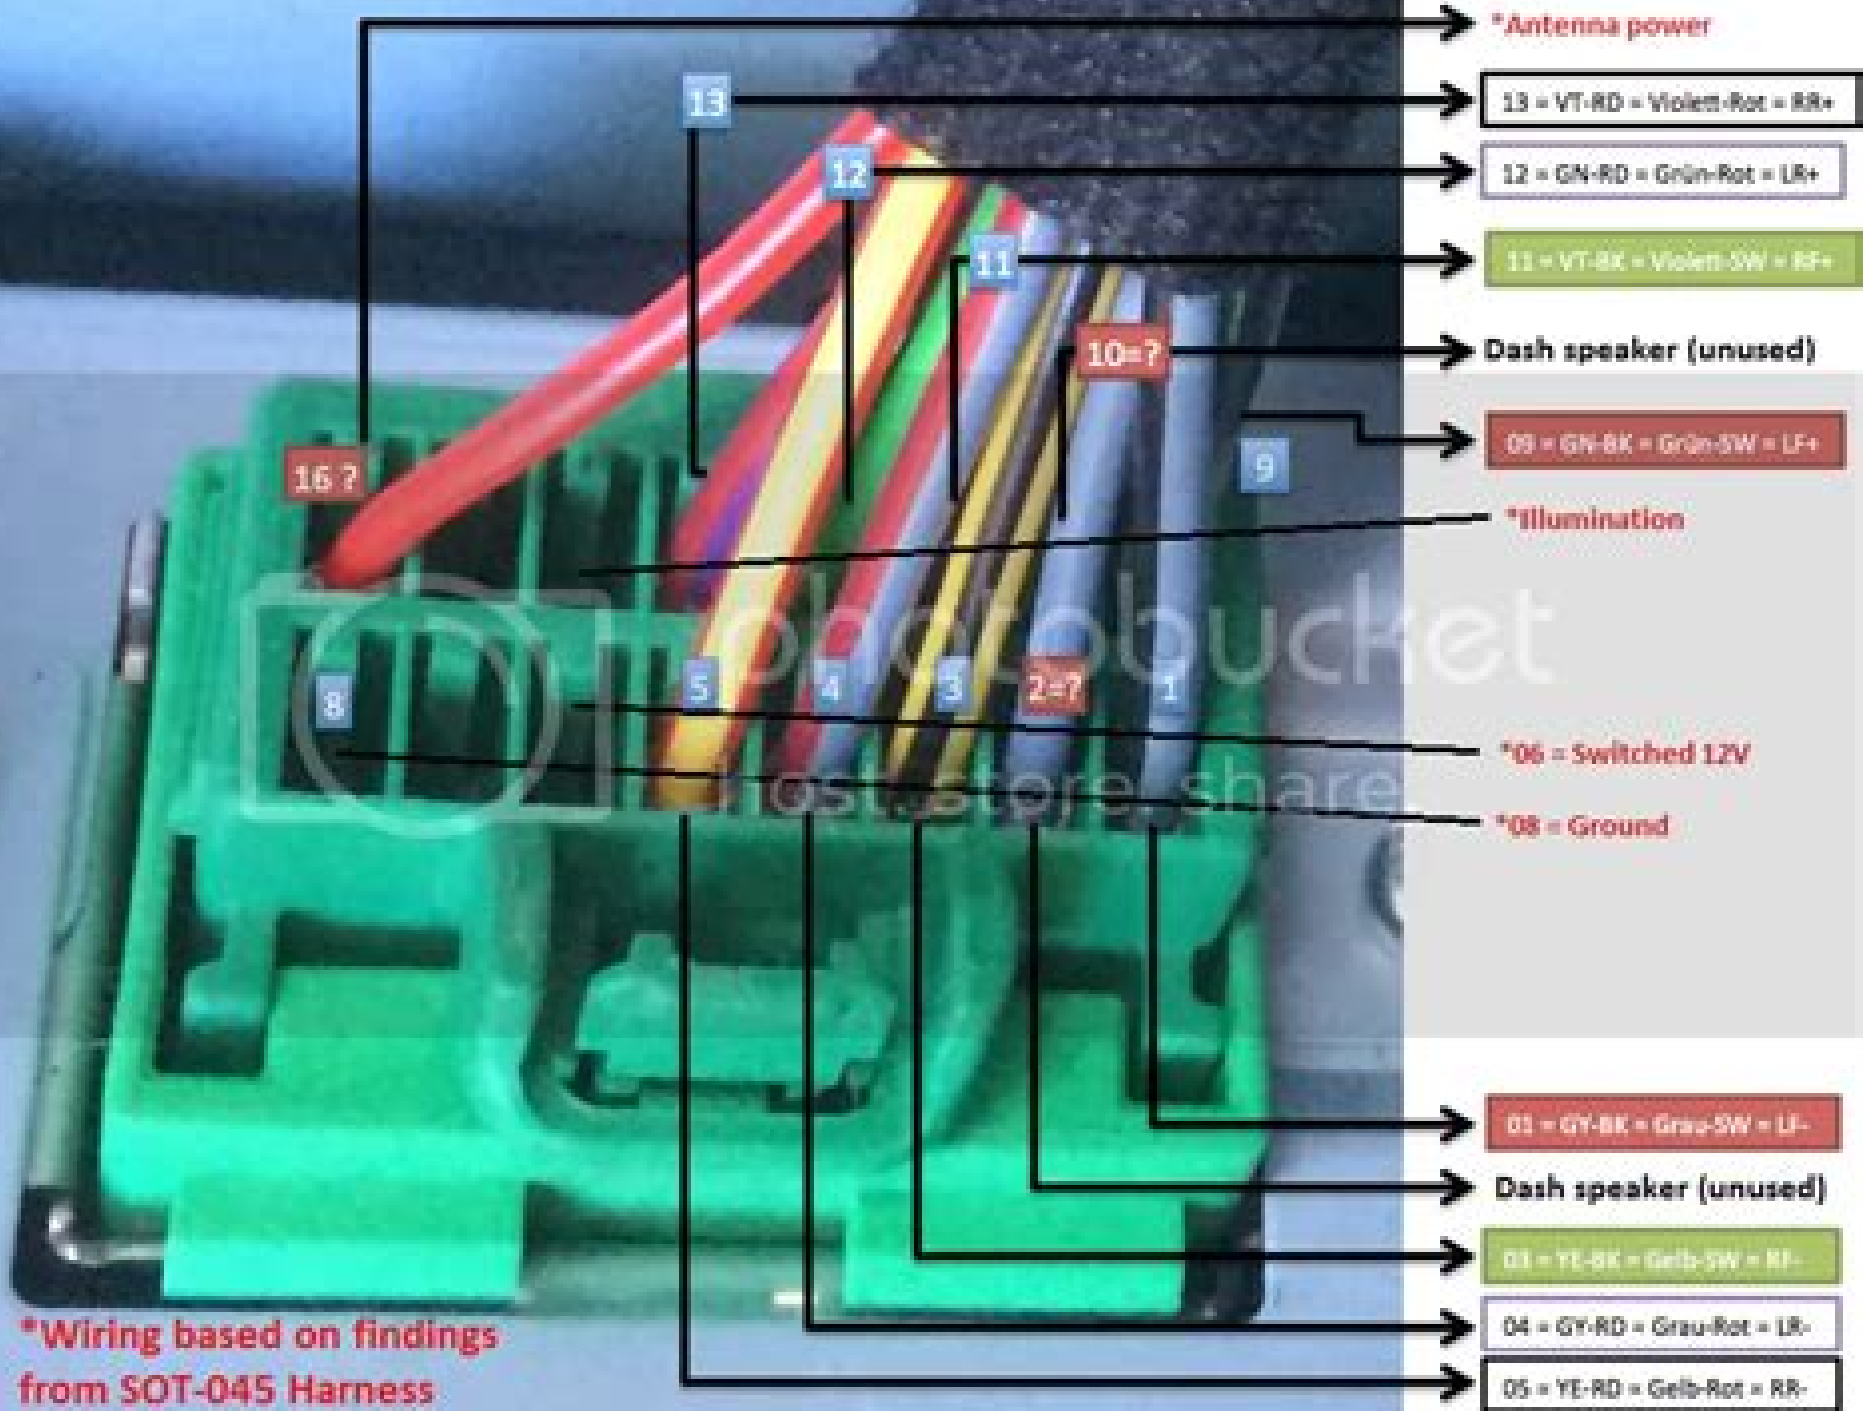 *Antenna power
13
13 = VT-RD = Violett-Rot = RR+
12
12 = GN-RD = Grün-Rot = LR+
11
11 = VT-BK = Violett-SW = RF+
10=?
Dash speaker (unused)
09 = GN-BK = Grün-SW = LF+
9
16 ?
*Illumination
photobucket
8
5
4
3
2=?
1
*06 = Switched 12V
host. store. share.
*08 = Ground
01 = GY-BK = Grau-SW = LF-
Dash speaker (unused)
03 = YE-BK = Gelb-SW = RF-
04 = GY-RD = Grau-Rot = LR-
05 = YE-RD = Gelb-Rot = RR-
*Wiring based on findings
from SOT-045 Harness